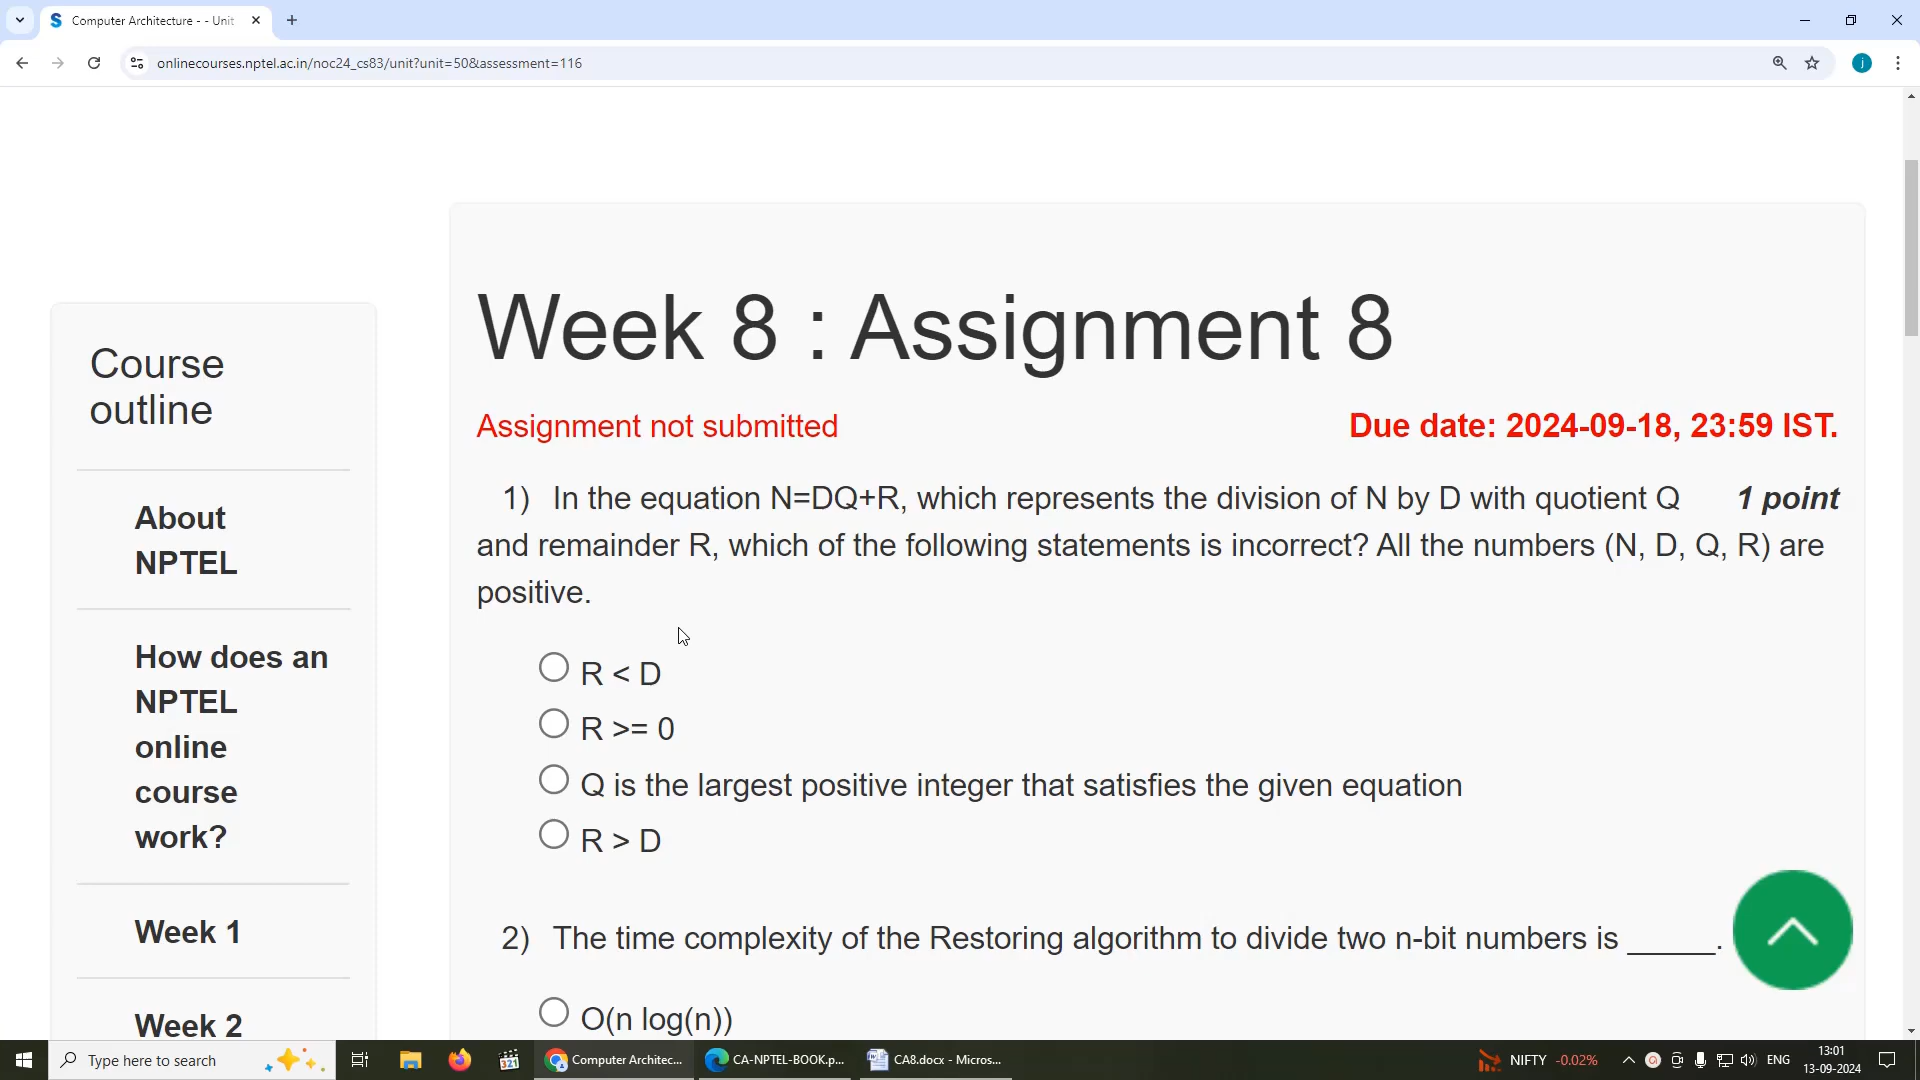 Computer Architecture - - Unit
onlinecourses.nptel.ac.in/noc24_cs83/unit?unit=50&assessment=116
j
Course
outline
About
NPTEL
How does an
NPTEL
online
course
work?
Week 1
Week 2
Week 8 : Assignment 8
Assignment not submitted
Due date: 2024-09-18, 23:59 IST.
1) In the equation N=DQ+R, which represents the division of N by D with quotient Q 1 point
and remainder R, which of the following statements is incorrect? All the numbers (N, D, Q, R) are
positive.
R < D
R >= 0
Q is the largest positive integer that satisfies the given equation
R > D
2) The time complexity of the Restoring algorithm to divide two n-bit numbers is ______.
O(n log(n))
Type here to search
321
Computer Architec...
CA-NPTEL-BOOK.p...
CA8.docx - Micros...
NIFTY -0.02%
ENG
13:01
13-09-2024